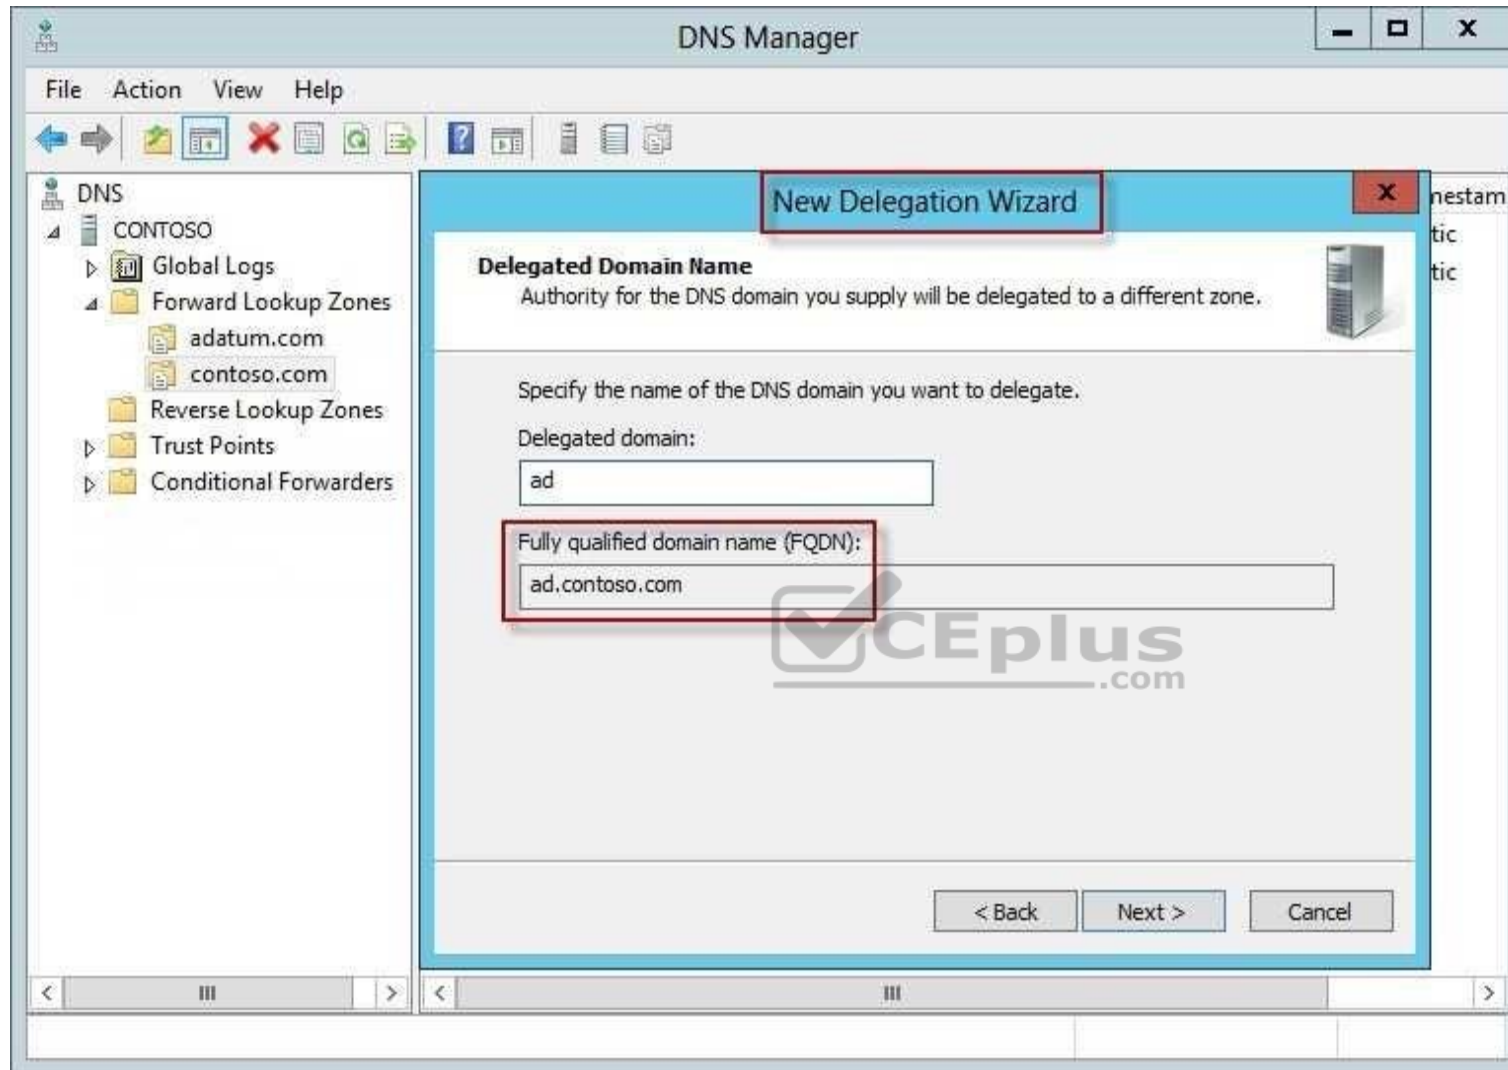 DNS Manager
File Action View Help
DNS
CONTOSO
Global Logs
Forward Lookup Zones
adatum.com
contoso.com
Reverse Lookup Zones
Trust Points
Conditional Forwarders
New Delegation Wizard
nestam
tic
tic
Delegated Domain Name
Authority for the DNS domain you supply will be delegated to a different zone.
Specify the name of the DNS domain you want to delegate.
Delegated domain:
ad
Fully qualified domain name (FQDN):
ad.contoso.com
CEplus
.com
< Back Next > Cancel